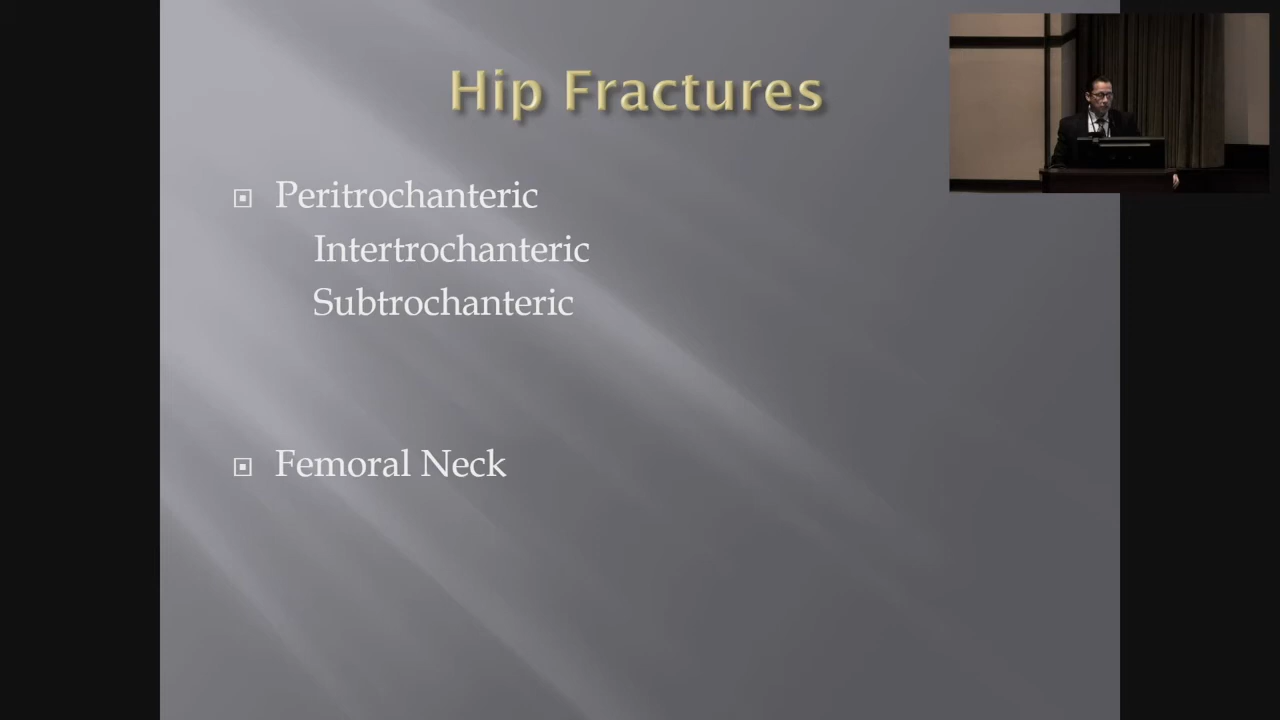 Hip Fractures
Peritrochanteric
Intertrochanteric
Subtrochanteric
Femoral Neck